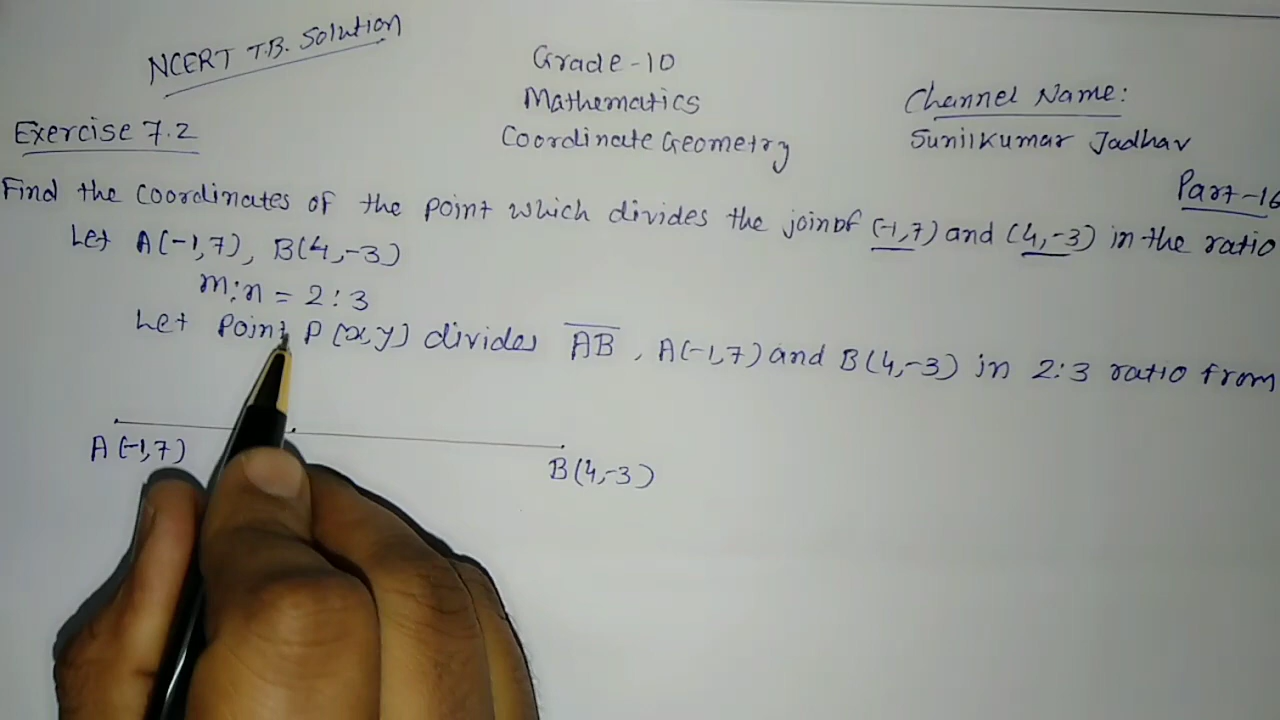 NCERT T.B. Solution
Grade-10
Mathematics
Coordinate Geometry
Channel Name:
Sunilkumar Jadhav
Part-16
Exercise 7.2
Find the coordinates of the point which divides the join of (-1,7) and (4,-3) in the ratio
Let A(-1,7), B(4,-3)
m:n = 2:3
Let point P(x,y) divides AB, A(-1,7) and B(4,-3) in 2:3 ratio from
A(-1,7)
B(4,-3)